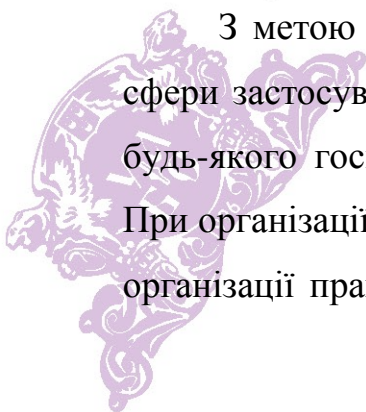 З метою
сфери застосув
будь-якого гос
При організації
організації пра